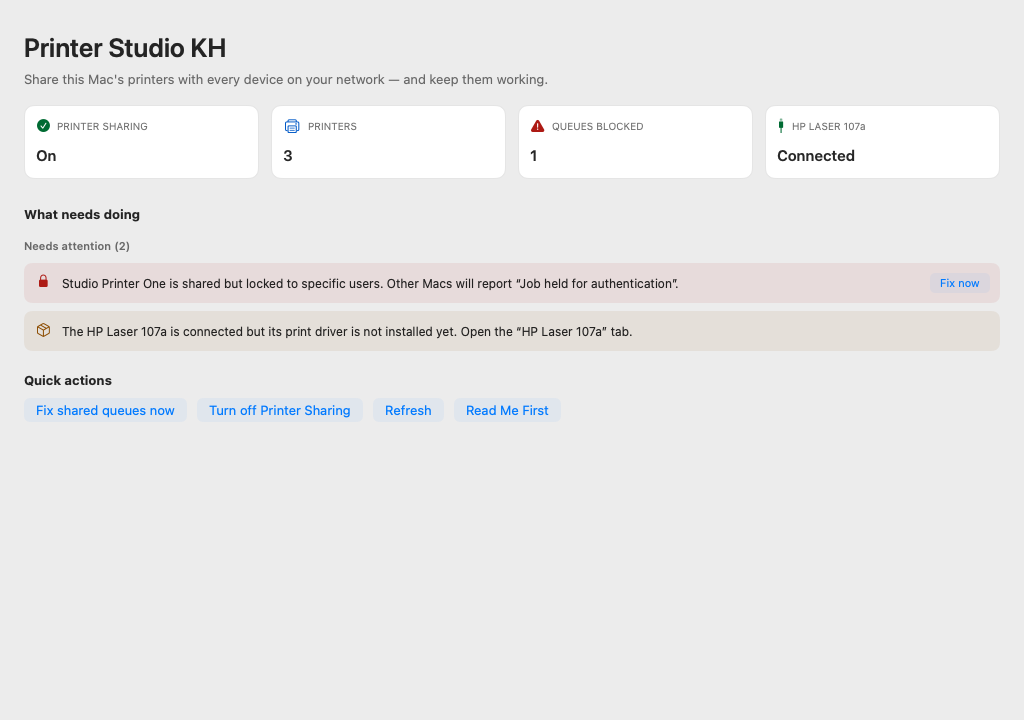 Printer Studio KH
Share this Mac's printers with every device on your network — and keep them working.
PRINTER SHARING
On
PRINTERS
3
QUEUES BLOCKED
1
HP LASER 107a
Connected
What needs doing
Needs attention (2)
Studio Printer One is shared but locked to specific users. Other Macs will report “Job held for authentication”.
Fix now
The HP Laser 107a is connected but its print driver is not installed yet. Open the “HP Laser 107a” tab.
Quick actions
Fix shared queues now
Turn off Printer Sharing
Refresh
Read Me First